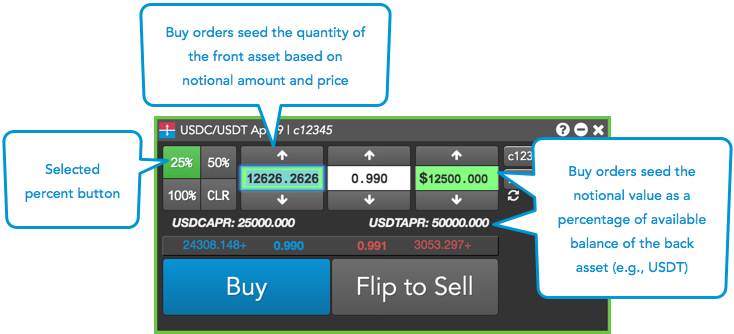 Buy orders seed the quantity of
the front asset based on
notional amount and price
USDC/USDT Ap 9 | c12345
Selected
percent button
25% 50%
100% CLR
12626.2626
0.990
$12500.000
c123
Buy orders seed the
notional value as a
percentage of available
balance of the back
asset (e.g., USDT)
USDCAPR: 25000.000 USDTAPR: 50000.000
24308.148+ 0.990 0.991 3053.297+
Buy Flip to Sell